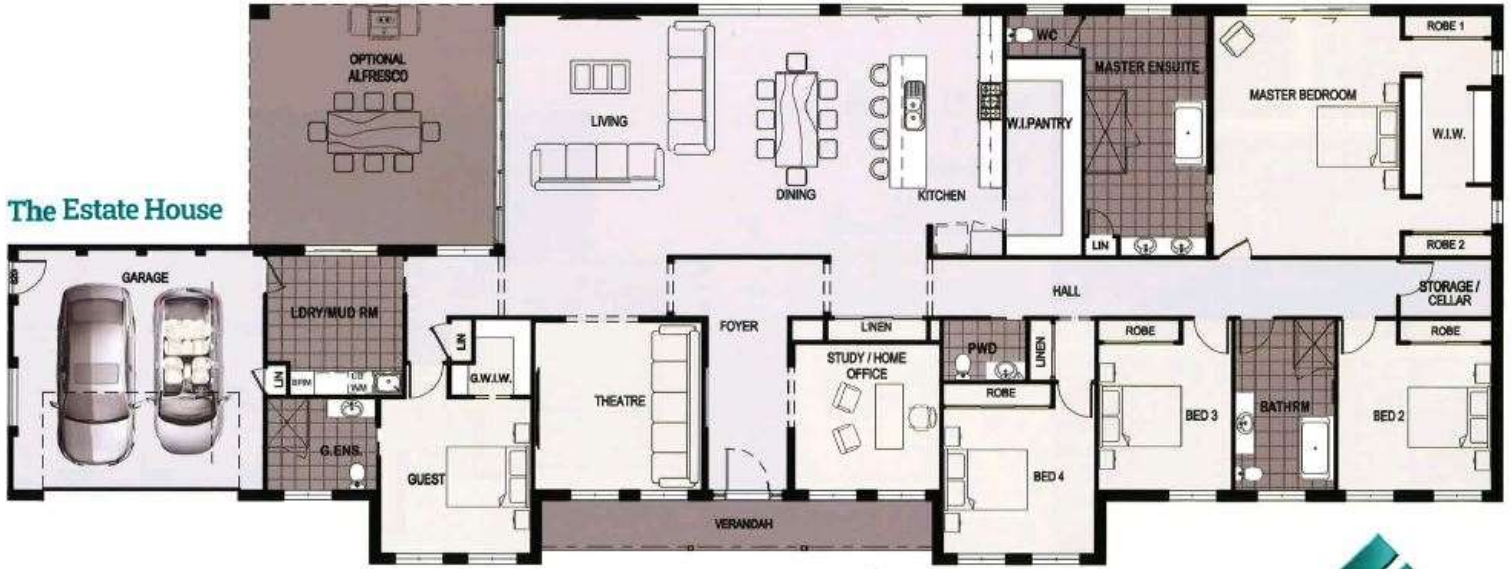 OPTIONAL
ALFRESCO
LIVING
DINING
KITCHEN
W.I.PANTRY
WC
MASTER ENSUITE
LIN
MASTER BEDROOM
ROBE 1
W.I.W.
ROBE 2
The Estate House
GARAGE
LDRY/MUD RM
LIN
LIN
G.W.I.W.
G.ENS.
GUEST
THEATRE
FOYER
HALL
STORAGE /
CELLAR
LINEN
STUDY / HOME
OFFICE
PWD
LINEN
ROBE
BED 4
ROBE
BED 3
BATHRM
ROBE
BED 2
VERANDAH